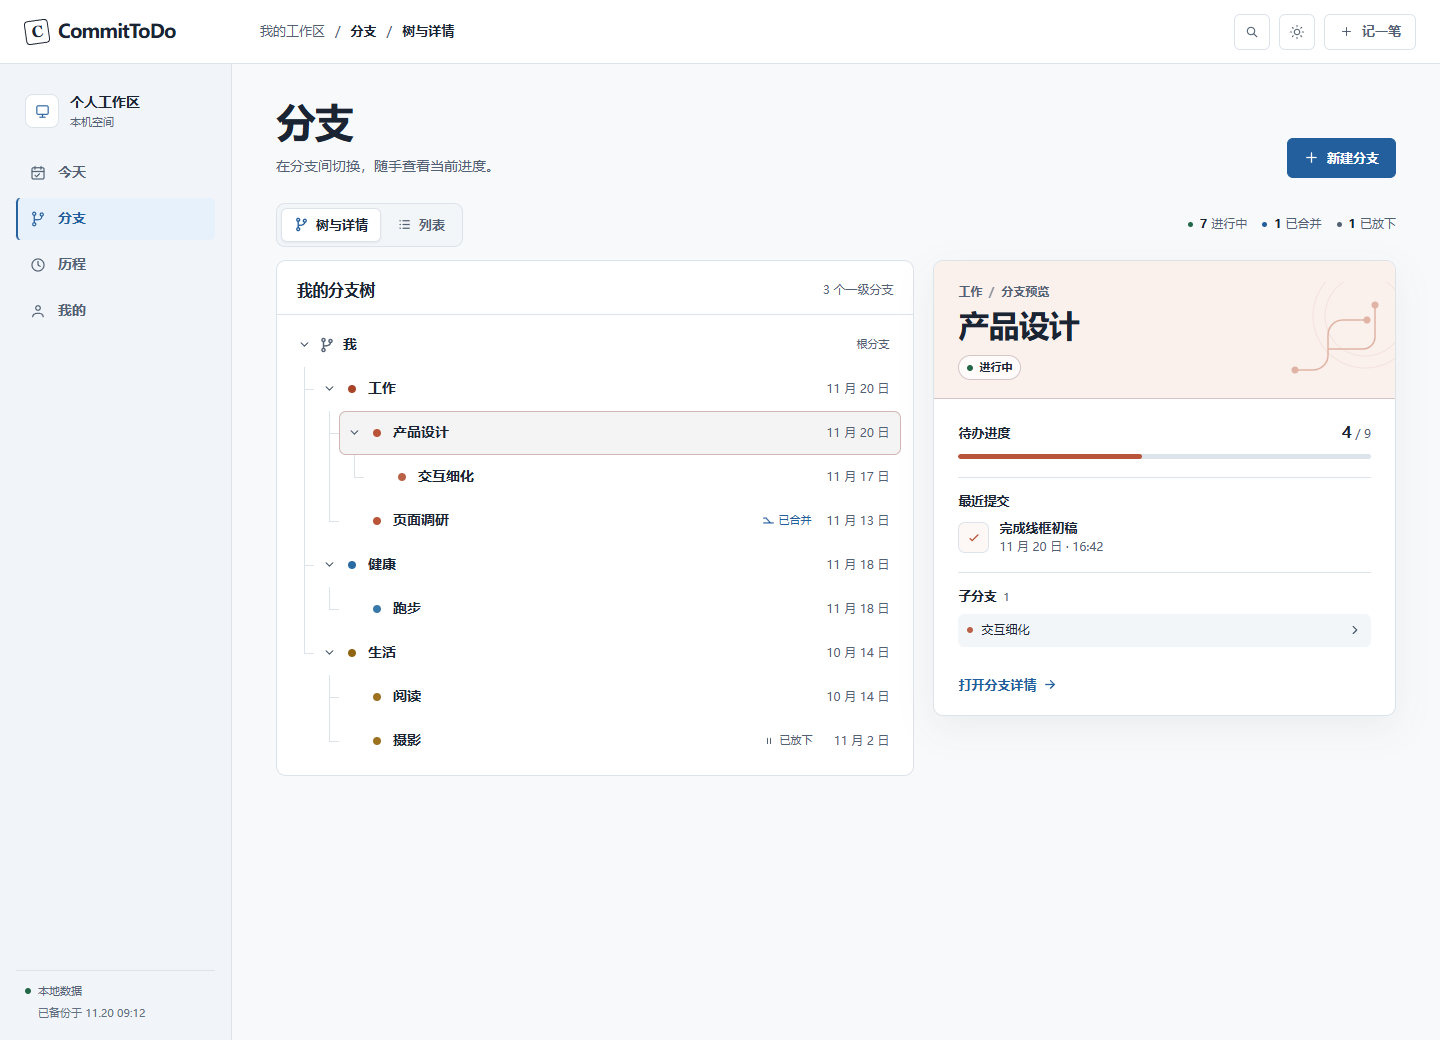 C CommitToDo
我的工作区 / 分支 / 树与详情
记一笔
个人工作区
本机空间
今天
分支
历程
我的
本地数据
已备份于 11.20 09:12
分支
在分支间切换，随手查看当前进度。
新建分支
树与详情 列表
7 进行中 1 已合并 1 已放下
我的分支树 3 个一级分支
我 根分支
工作 11 月 20 日
产品设计 11 月 20 日
交互细化 11 月 17 日
页面调研 已合并 11 月 13 日
健康 11 月 18 日
跑步 11 月 18 日
生活 10 月 14 日
阅读 10 月 14 日
摄影 已放下 11 月 2 日
工作 / 分支预览
产品设计
进行中
待办进度 4 / 9
最近提交
完成线框初稿
11 月 20 日 · 16:42
子分支 1
交互细化
打开分支详情